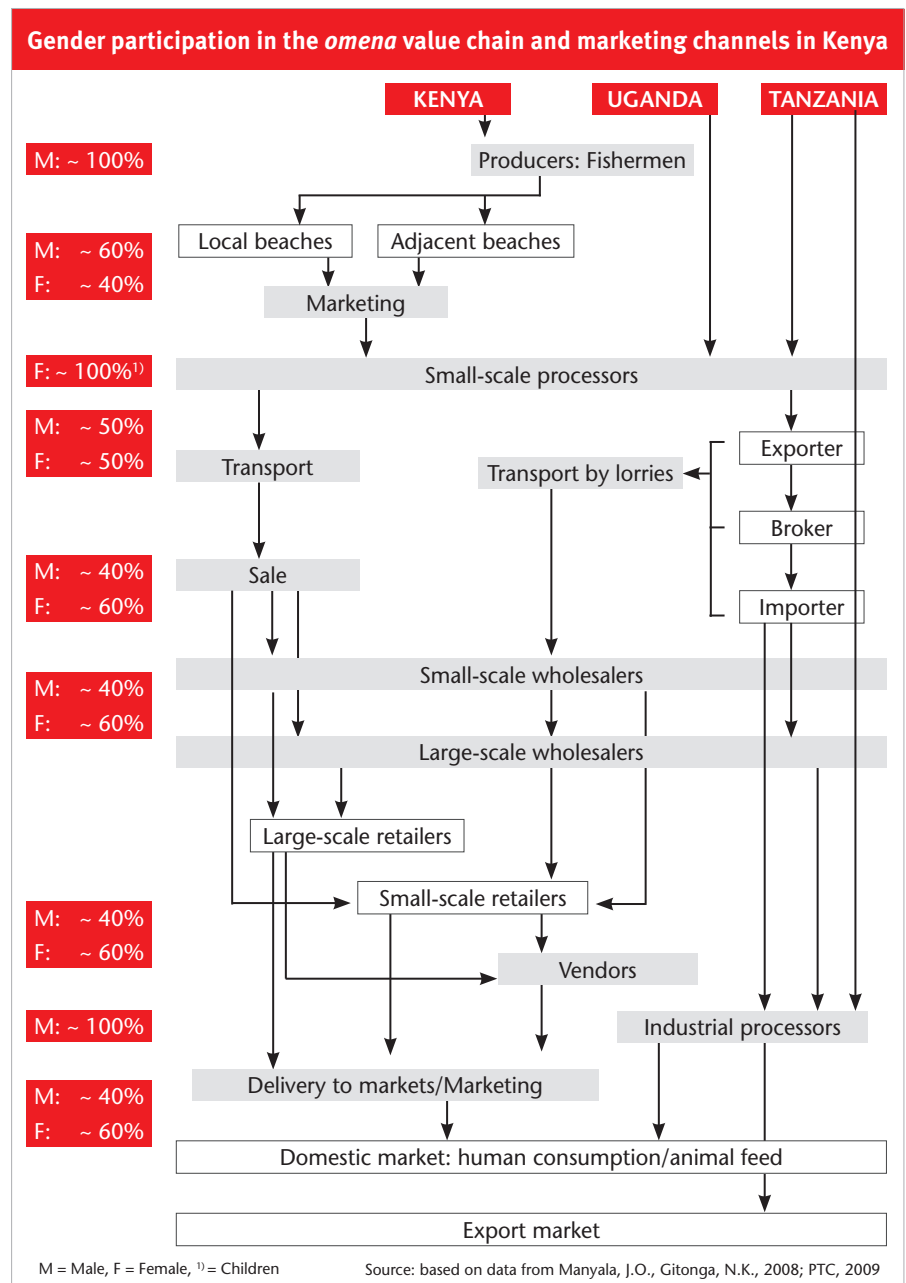 Gender participation in the omena value chain and marketing channels in Kenya
KENYA
UGANDA
TANZANIA
M: ~ 100%
Producers: Fishermen
M: ~ 60%
F: ~ 40%
Local beaches
Adjacent beaches
Marketing
F: ~ 100%¹⁾
Small-scale processors
M: ~ 50%
F: ~ 50%
Transport
Transport by lorries
Exporter
Broker
M: ~ 40%
F: ~ 60%
Sale
Importer
M: ~ 40%
F: ~ 60%
Small-scale wholesalers
Large-scale wholesalers
Large-scale retailers
Small-scale retailers
M: ~ 40%
F: ~ 60%
Vendors
M: ~ 100%
Industrial processors
M: ~ 40%
F: ~ 60%
Delivery to markets/Marketing
Domestic market: human consumption/animal feed
Export market
M = Male, F = Female, ¹⁾ = Children
Source: based on data from Manyala, J.O., Gitonga, N.K., 2008; PTC, 2009